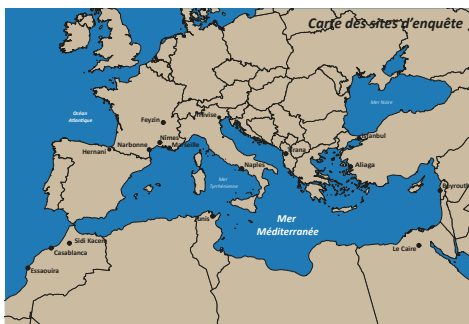 Carte des sites d'enquête
Mer Noire
Océan
Atlantique
Feyzin
Trévise
Istanbul
Nîmes
Marseille
Narbonne
Hernani
Tirana
Naples
Aliaga
Mer
Tyrrhénienne
Beyrouth
Tunis
Mer
Méditerranée
Sidi Kacem
Casablanca
Le Caire
Essaouira